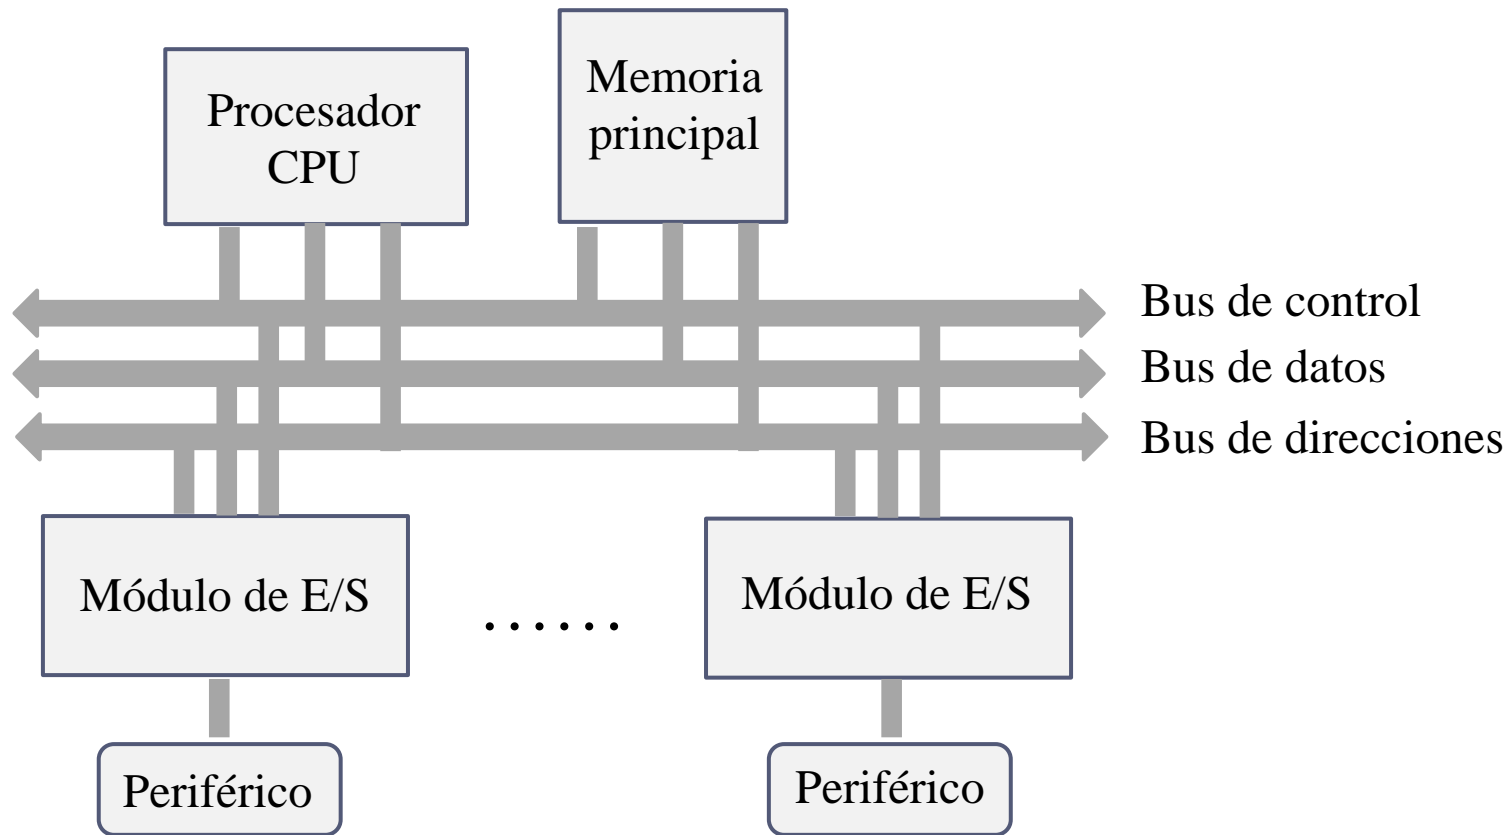 Procesador
CPU
Memoria
principal
Bus de control
Bus de datos
Bus de direcciones
Módulo de E/S
......
Módulo de E/S
Periférico
Periférico